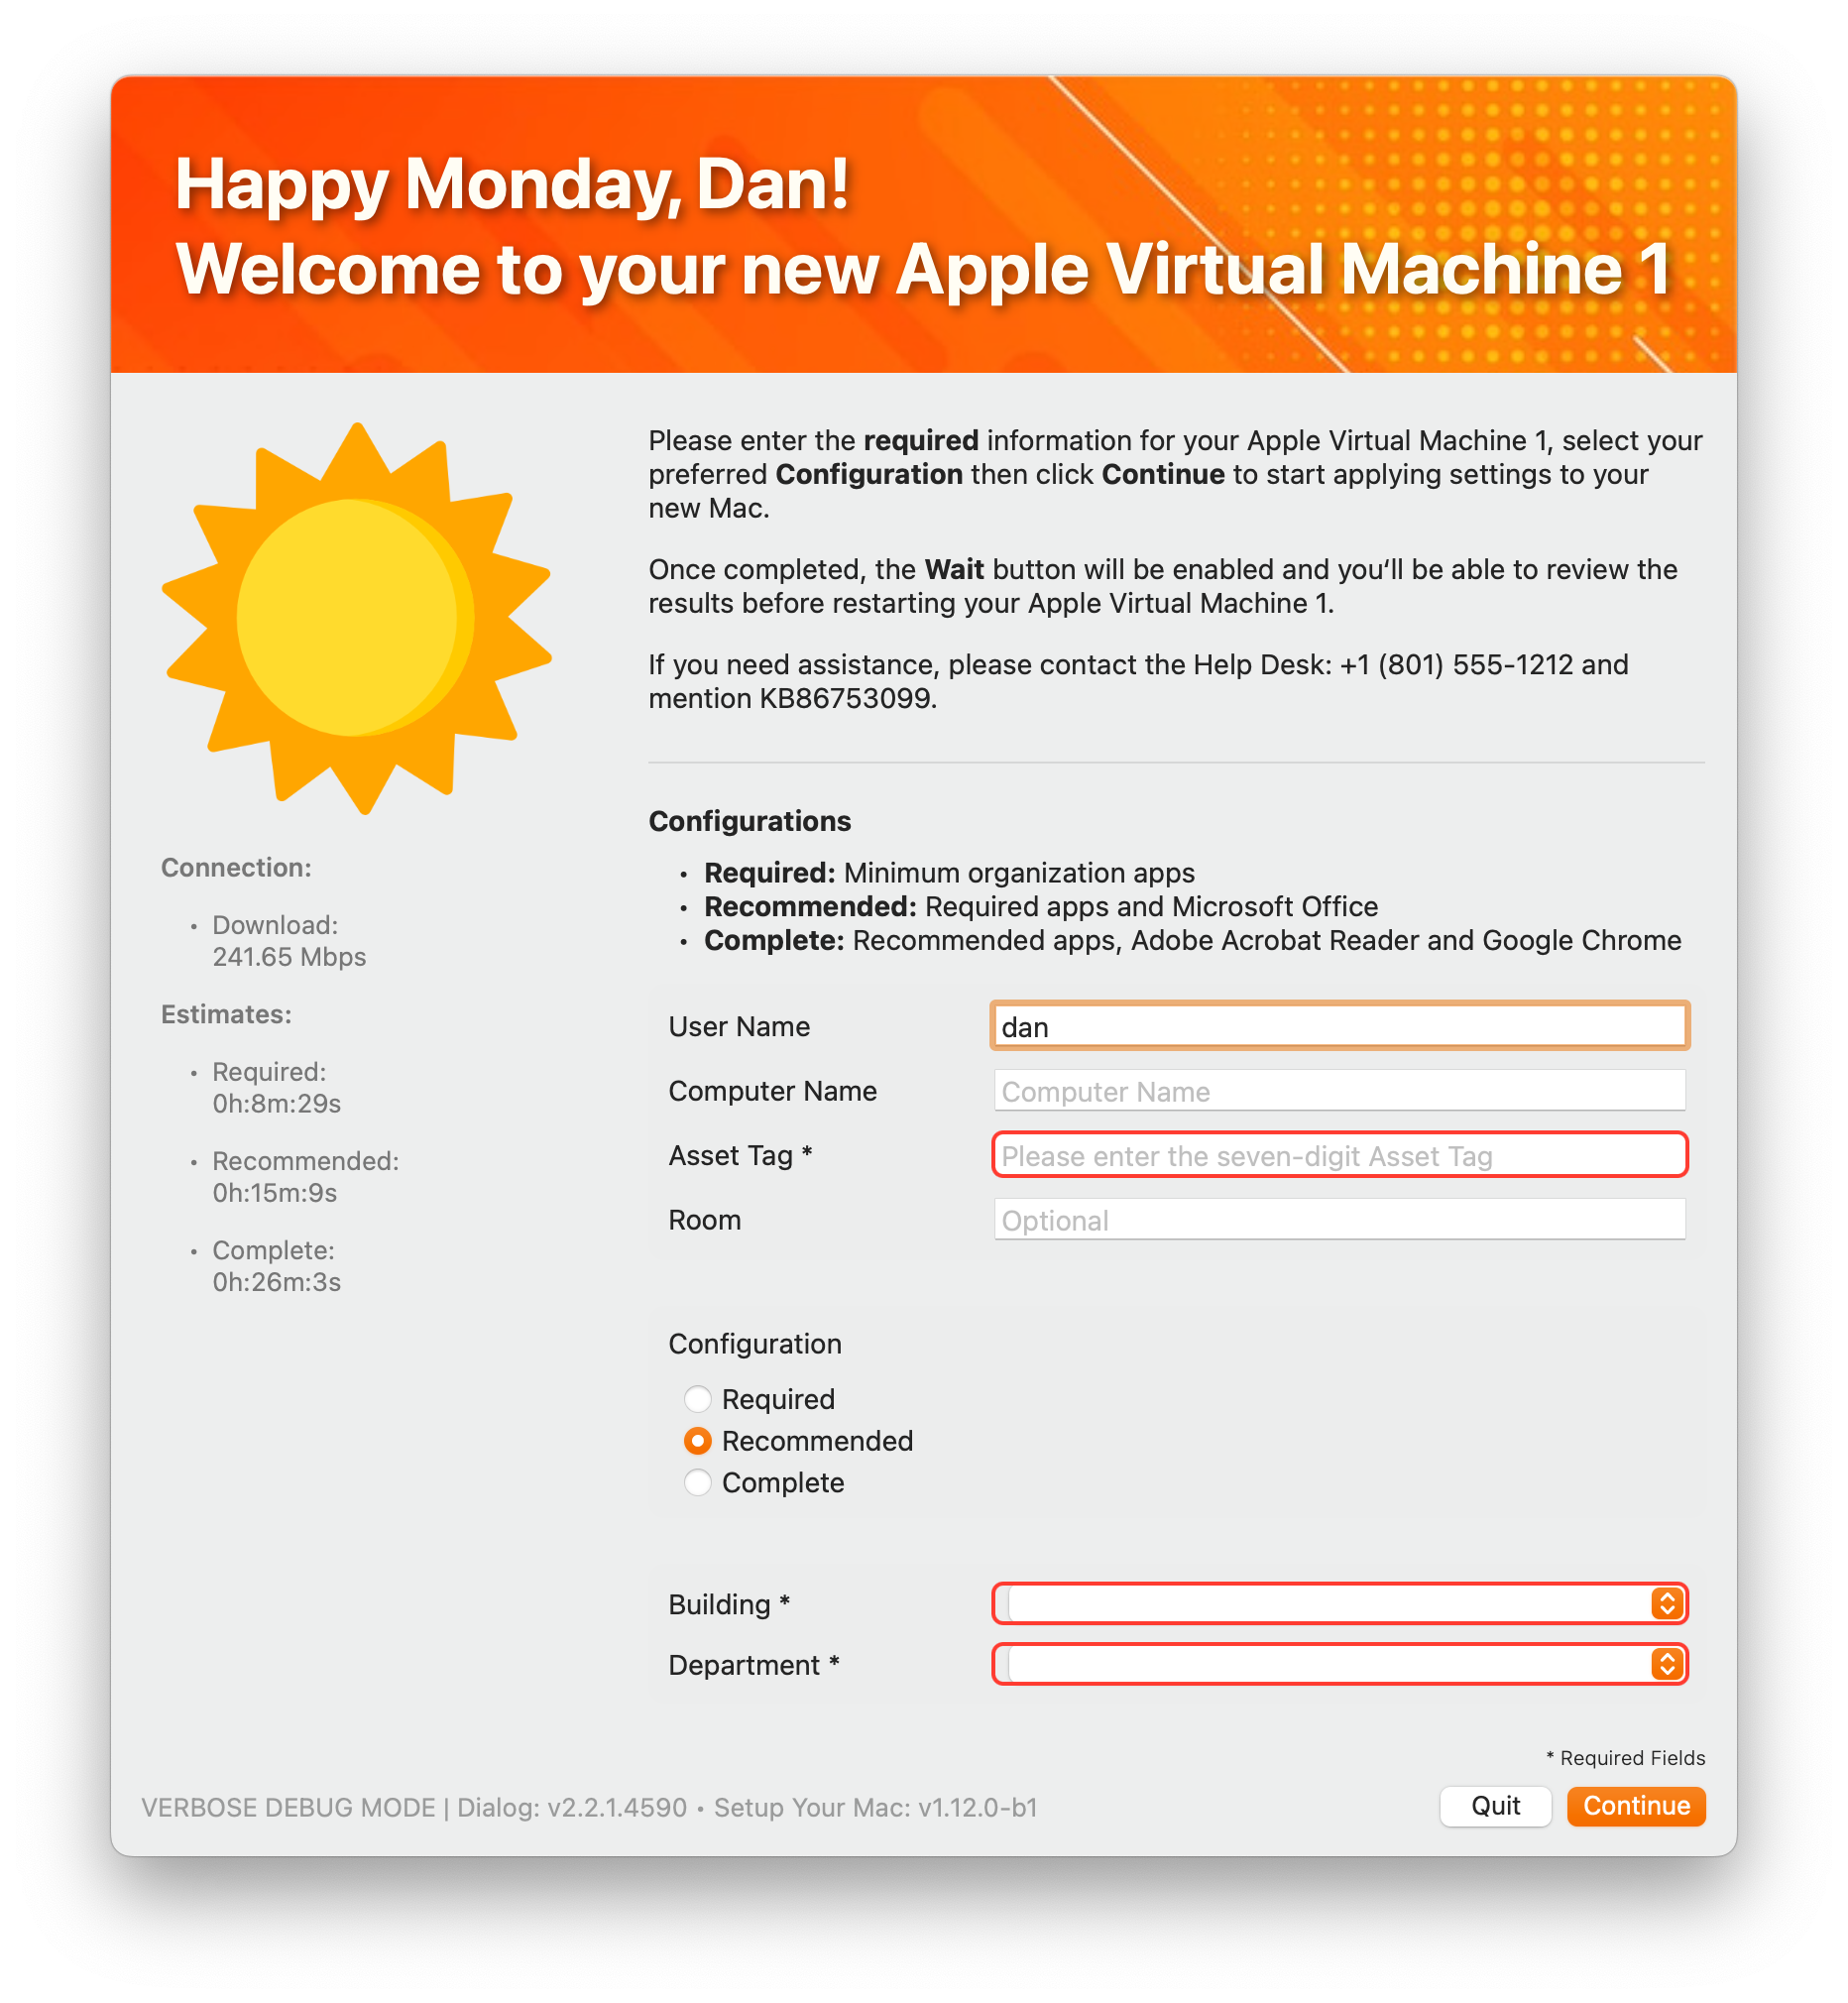 Happy Monday, Dan!
Welcome to your new Apple Virtual Machine 1
Please enter the required information for your Apple Virtual Machine 1, select your
preferred Configuration then click Continue to start applying settings to your
new Mac.
Once completed, the Wait button will be enabled and you'll be able to review the
results before restarting your Apple Virtual Machine 1.
If you need assistance, please contact the Help Desk: +1 (801) 555-1212 and
mention KB86753099.
Connection:
• Download:
241.65 Mbps
Estimates:
• Required:
0h:8m:29s
• Recommended:
0h:15m:9s
• Complete:
0h:26m:3s
Configurations
• Required: Minimum organization apps
• Recommended: Required apps and Microsoft Office
• Complete: Recommended apps, Adobe Acrobat Reader and Google Chrome
User Name dan
Computer Name Computer Name
Asset Tag * Please enter the seven-digit Asset Tag
Room Optional
Configuration
Required
Recommended
Complete
Building *
Department *
* Required Fields
VERBOSE DEBUG MODE | Dialog: v2.2.1.4590 • Setup Your Mac: v1.12.0-b1
Quit Continue